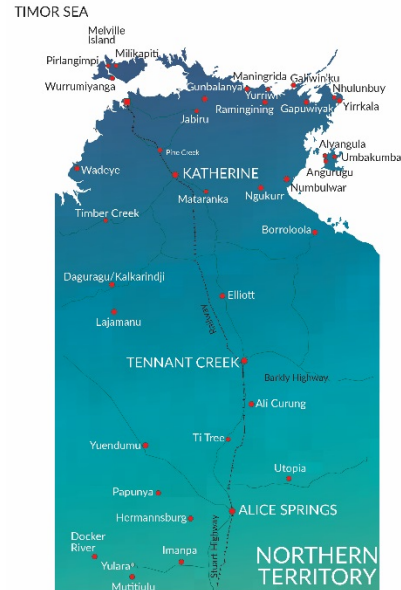 TIMOR SEA
Melville
Island
Milikapiti
Pirlangimpi
Wurrumiyanga
Maningrida
Galiwin'ku
Gunbalanya
Yurriwi
Nhulunbuy
Jabiru
Ramingining
Gapuwiyak
Yirrkala
Pine Creek
Alyangula
Umbakumba
Angurugu
Wadeye
KATHERINE
Numbulwar
Mataranka
Ngukurr
Timber Creek
Borroloola
Daguragu/Kalkarindji
Elliott
Lajamanu
Railway
TENNANT CREEK
Barkly Highway
Ali Curung
Ti Tree
Yuendumu
Utopia
Papunya
ALICE SPRINGS
Hermannsburg
Docker
River
Imanpa
Yulara
Mutitjulu
Stuart Highway
NORTHERN
TERRITORY